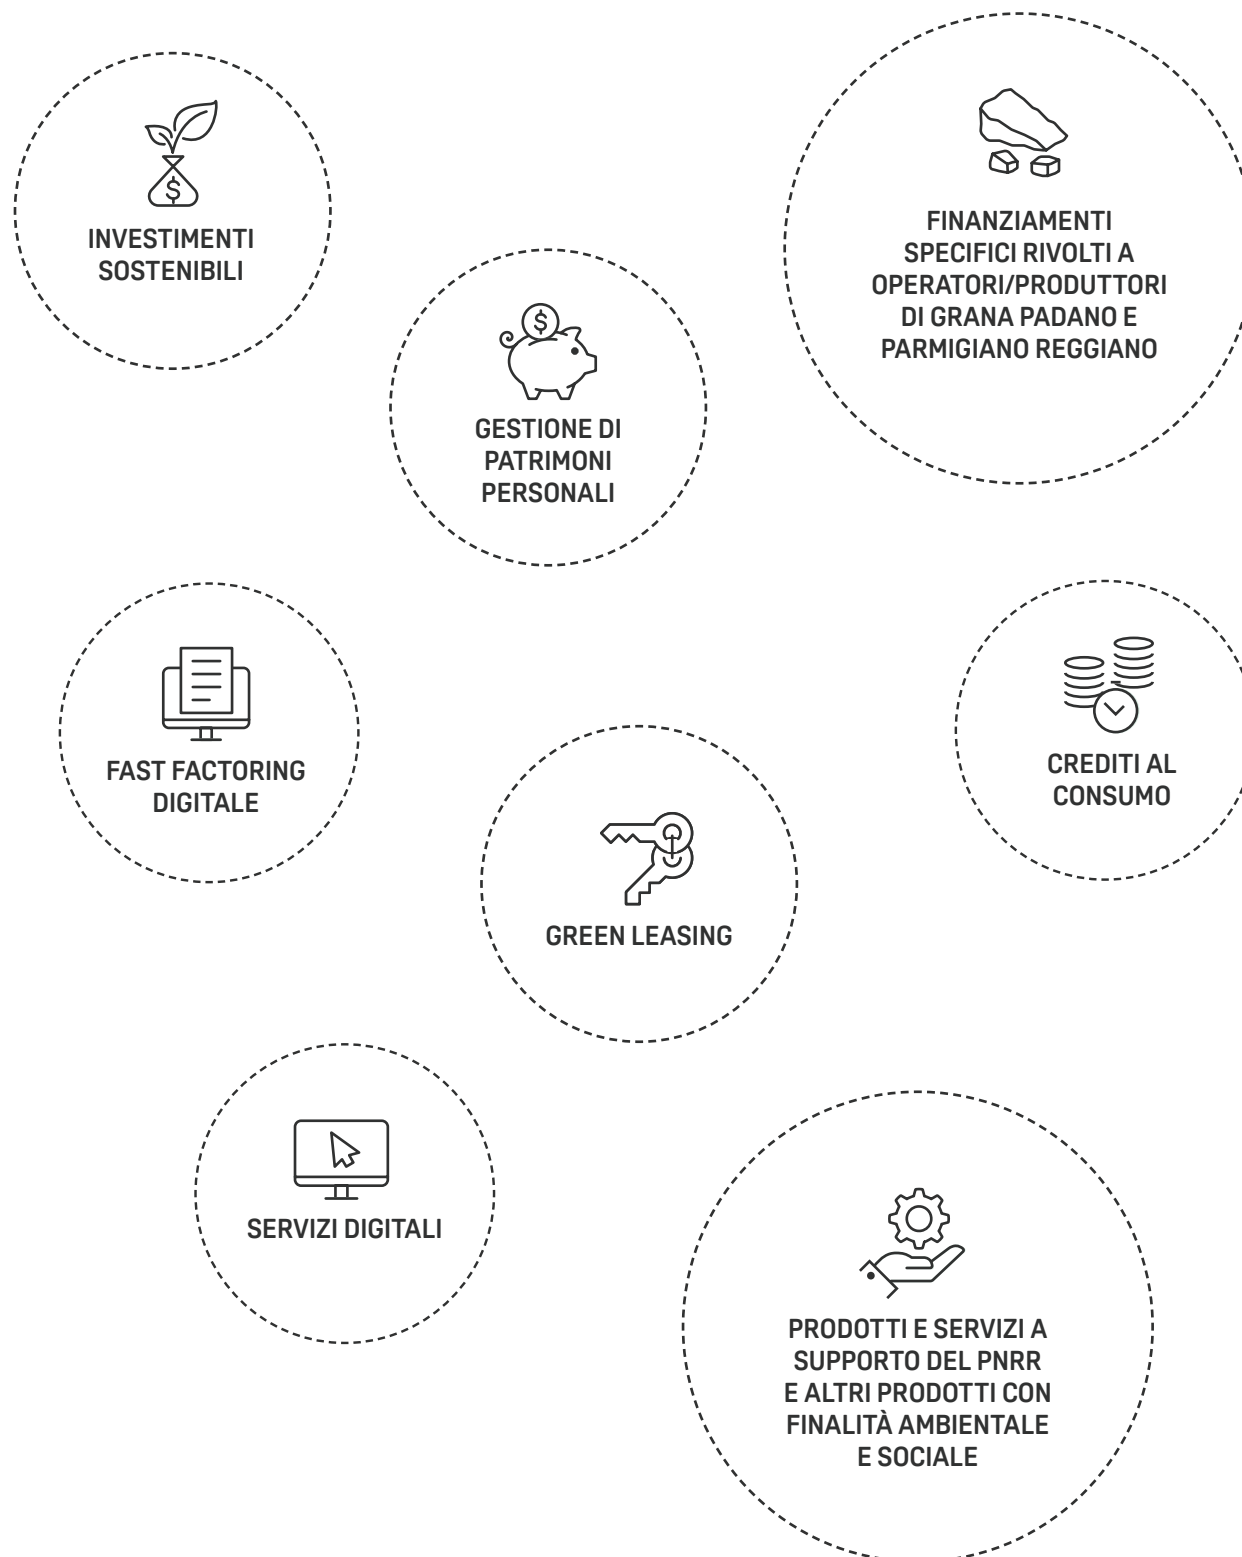 INVESTIMENTI
SOSTENIBILI
FINANZIAMENTI
SPECIFICI RIVOLTI A
OPERATORI/PRODUTTORI
DI GRANA PADANO E
PARMIGIANO REGGIANO
$
$
GESTIONE DI
PATRIMONI
PERSONALI
FAST FACTORING
DIGITALE
CREDITI AL
CONSUMO
GREEN LEASING
SERVIZI DIGITALI
PRODOTTI E SERVIZI A
SUPPORTO DEL PNRR
E ALTRI PRODOTTI CON
FINALITÀ AMBIENTALE
E SOCIALE